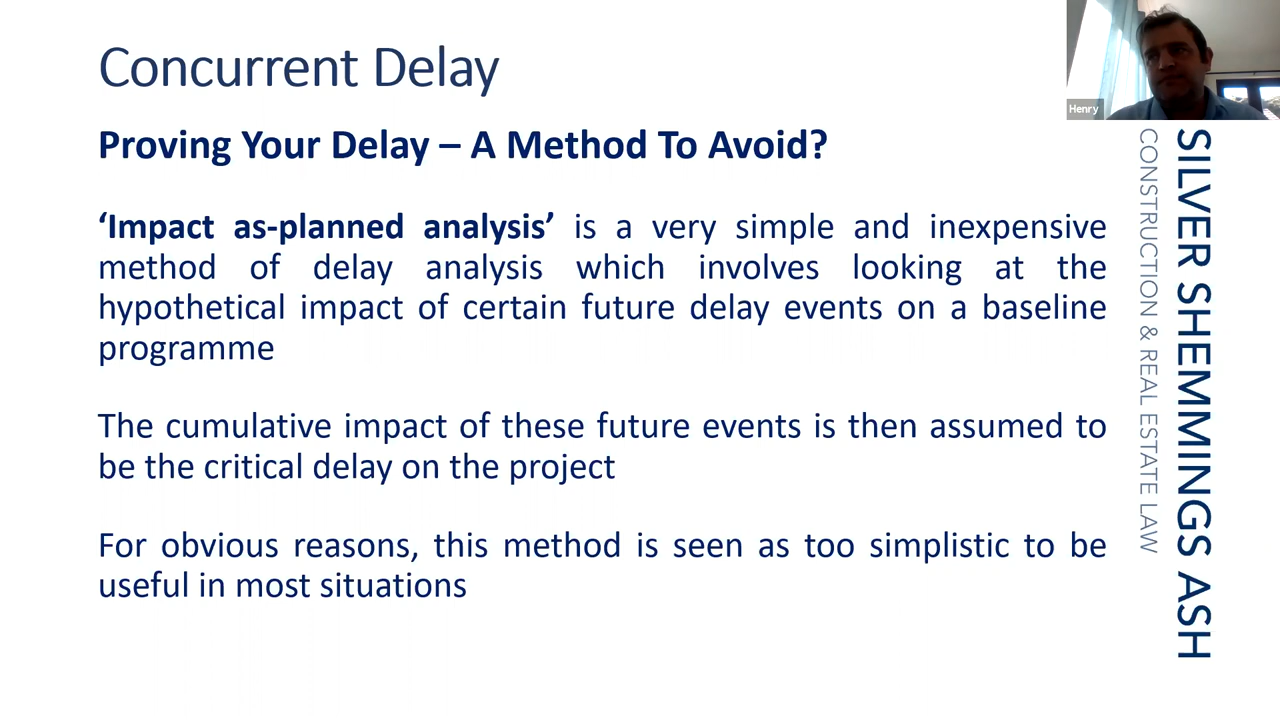 Concurrent Delay
Henry
Proving Your Delay – A Method To Avoid?
‘Impact as-planned analysis’ is a very simple and inexpensive
method of delay analysis which involves looking at the
hypothetical impact of certain future delay events on a baseline
programme
The cumulative impact of these future events is then assumed to
be the critical delay on the project
For obvious reasons, this method is seen as too simplistic to be
useful in most situations
SILVER SHEMMINGS ASH
CONSTRUCTION & REAL ESTATE LAW